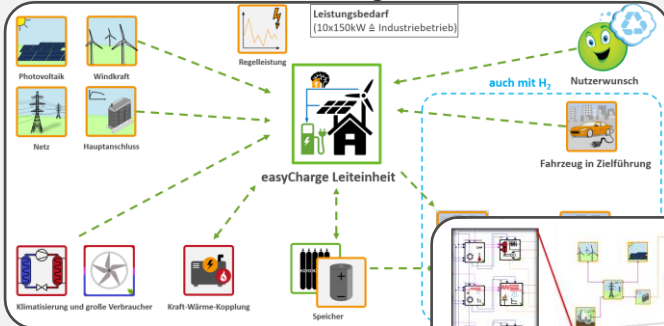 Leistungsbedarf
(10x150kW ≙ Industriebetrieb)
Photovoltaik
Windkraft
Regelleistung
Nutzerwunsch
auch mit H₂
Netz
Hauptanschluss
Fahrzeug in Zielführung
easyCharge Leiteinheit
Klimatisierung und große Verbraucher
Kraft-Wärme-Kopplung
Speicher